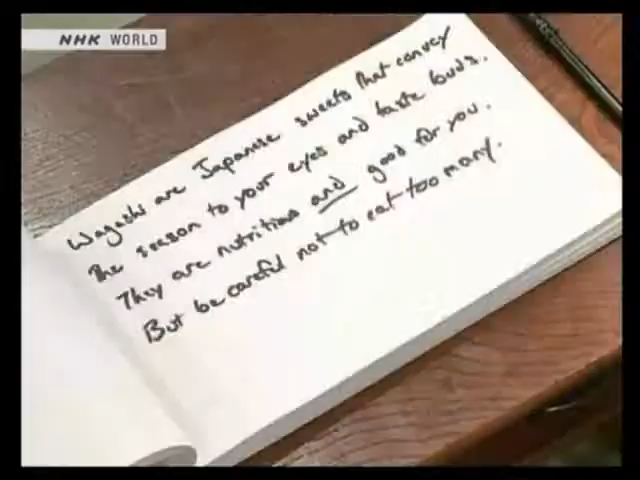 NHK WORLD
Wagashi are Japanese sweets that convey
the season to your eyes and taste buds.
They are nutritious and good for you.
But be careful not to eat too many.